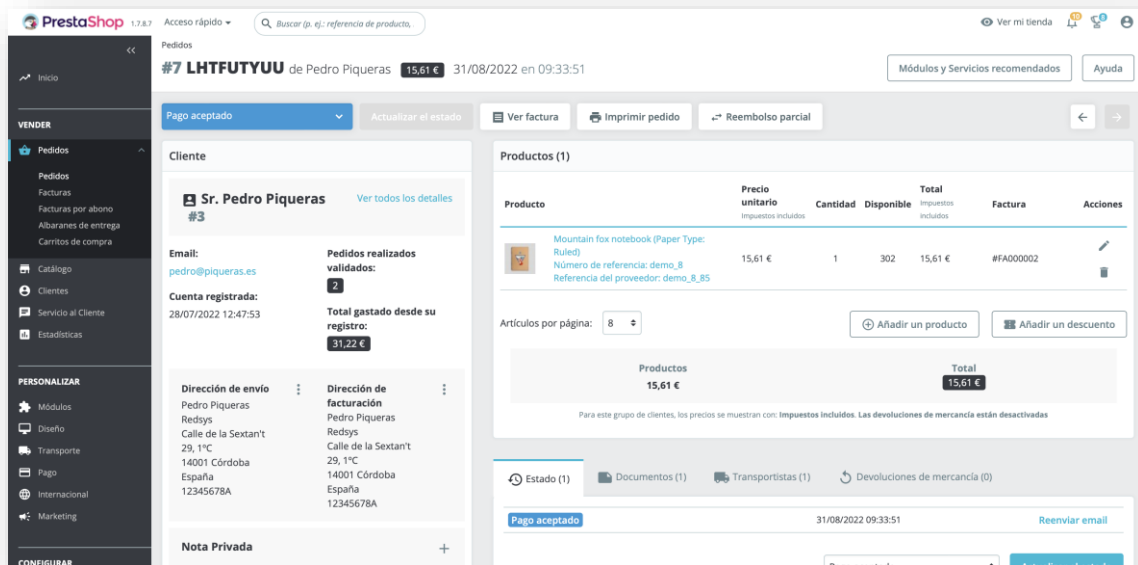 PrestaShop 1.7.8.7
Acceso rápido
Buscar (p. ej.: referencia de producto,
Ver mi tienda
Pedidos
#7 LHTFUTYUU de Pedro Piqueras 15,61 € 31/08/2022 en 09:33:51
Módulos y Servicios recomendados
Ayuda
Inicio
VENDER
Pedidos
Pedidos
Facturas
Facturas por abono
Albaranes de entrega
Carritos de compra
Catálogo
Clientes
Servicio al Cliente
Estadísticas
PERSONALIZAR
Módulos
Diseño
Transporte
Pago
Internacional
Marketing
CONFIGURAR
Pago aceptado
Actualizar el estado
Ver factura
Imprimir pedido
Reembolso parcial
Cliente
Sr. Pedro Piqueras
#3
Ver todos los detalles
Email:
pedro@piqueras.es
Cuenta registrada:
28/07/2022 12:47:53
Pedidos realizados
validados:
2
Total gastado desde su
registro:
31,22 €
Dirección de envío
Pedro Piqueras
Redsys
Calle de la Sextan't
29, 1ºC
14001 Córdoba
España
12345678A
Dirección de
facturación
Pedro Piqueras
Redsys
Calle de la Sextan't
29, 1ºC
14001 Córdoba
España
12345678A
Nota Privada
Productos (1)
Producto
Precio
unitario
Impuestos incluidos
Cantidad
Disponible
Total
Impuestos
incluidos
Factura
Acciones
Mountain fox notebook (Paper Type:
Ruled)
Número de referencia: demo_8
Referencia del proveedor: demo_8_85
15,61 €
1
302
15,61 €
#FA000002
Artículos por página: 8
Añadir un producto
Añadir un descuento
Productos
15,61 €
Total
15,61 €
Para este grupo de clientes, los precios se muestran con: Impuestos incluidos. Las devoluciones de mercancía están desactivadas
Estado (1)
Documentos (1)
Transportistas (1)
Devoluciones de mercancía (0)
Pago aceptado
31/08/2022 09:33:51
Reenviar email